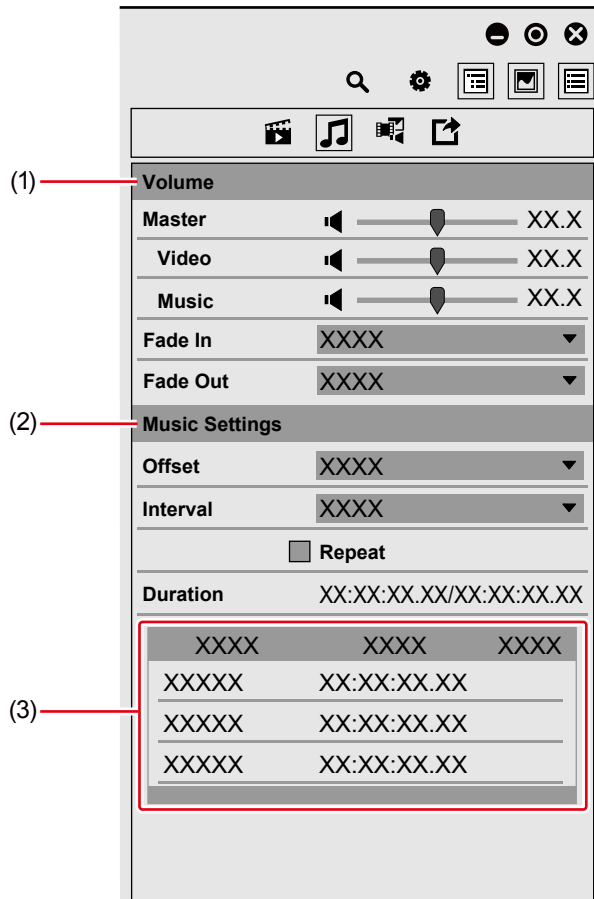 (1) Volume
Master XX.X
Video XX.X
Music XX.X
Fade In XXXX
Fade Out XXXX
(2) Music Settings
Offset XXXX
Interval XXXX
Repeat
Duration XX:XX:XX.XX/XX:XX:XX.XX
XXXX XXXX XXXX
XXXXX XX:XX:XX.XX
(3) XXXXX XX:XX:XX.XX
XXXXX XX:XX:XX.XX